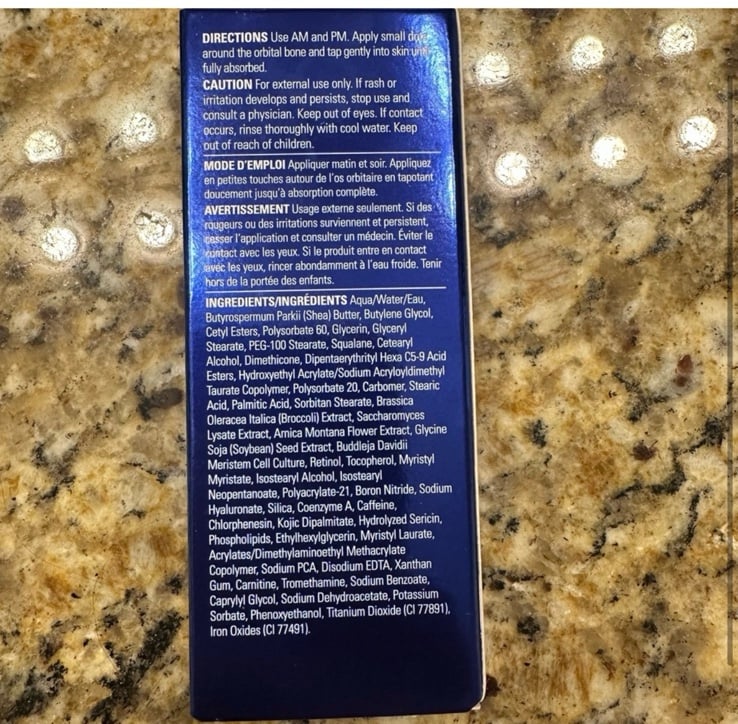 DIRECTIONS Use AM and PM. Apply small
around the orbital bone and tap gently into skin until
fully absorbed.
CAUTION For external use only. If rash or
irritation develops and persists, stop use and
consult a physician. Keep out of eyes. If contact
occurs, rinse thoroughly with cool water. Keep
out of reach of children.
MODE D'EMPLOI Appliquer matin et soir. Appliquez
en petites touches autour de l'os orbitaire en tapotant
doucement jusqu'à absorption complète.
AVERTISSEMENT Usage externe seulement. Si des
rougeurs ou des irritations surviennent et persistent,
cesser l'application et consulter un médecin. Éviter le
contact avec les yeux. Si le produit entre en contact
avec les yeux, rincer abondamment à l'eau froide. Tenir
hors de la portée des enfants.
INGREDIENTS/INGRÉDIENTS Aqua/Water/Eau,
Butyrospermum Parkii (Shea) Butter, Butylene Glycol,
Cetyl Esters, Polysorbate 60, Glycerin, Glyceryl
Stearate, PEG-100 Stearate, Squalane, Cetearyl
Alcohol, Dimethicone, Dipentaerythrityl Hexa C5-9 Acid
Esters, Hydroxyethyl Acrylate/Sodium Acryloyldimethyl
Taurate Copolymer, Polysorbate 20, Carbomer, Stearic
Acid, Palmitic Acid, Sorbitan Stearate, Brassica
Oleracea Italica (Broccoli) Extract, Saccharomyces
Lysate Extract, Arnica Montana Flower Extract, Glycine
Soja (Soybean) Seed Extract, Buddleja Davidii
Meristem Cell Culture, Retinol, Tocopherol, Myristyl
Myristate, Isostearyl Alcohol, Isostearyl
Neopentanoate, Polyacrylate-21, Boron Nitride, Sodium
Hyaluronate, Silica, Coenzyme A, Caffeine,
Chlorphenesin, Kojic Dipalmitate, Hydrolyzed Sericin,
Phospholipids, Ethylhexylglycerin, Myristyl Laurate,
Acrylates/Dimethylaminoethyl Methacrylate
Copolymer, Sodium PCA, Disodium EDTA, Xanthan
Gum, Carnitine, Tromethamine, Sodium Benzoate,
Caprylyl Glycol, Sodium Dehydroacetate, Potassium
Sorbate, Phenoxyethanol, Titanium Dioxide (CI 77891),
Iron Oxides (CI 77491).